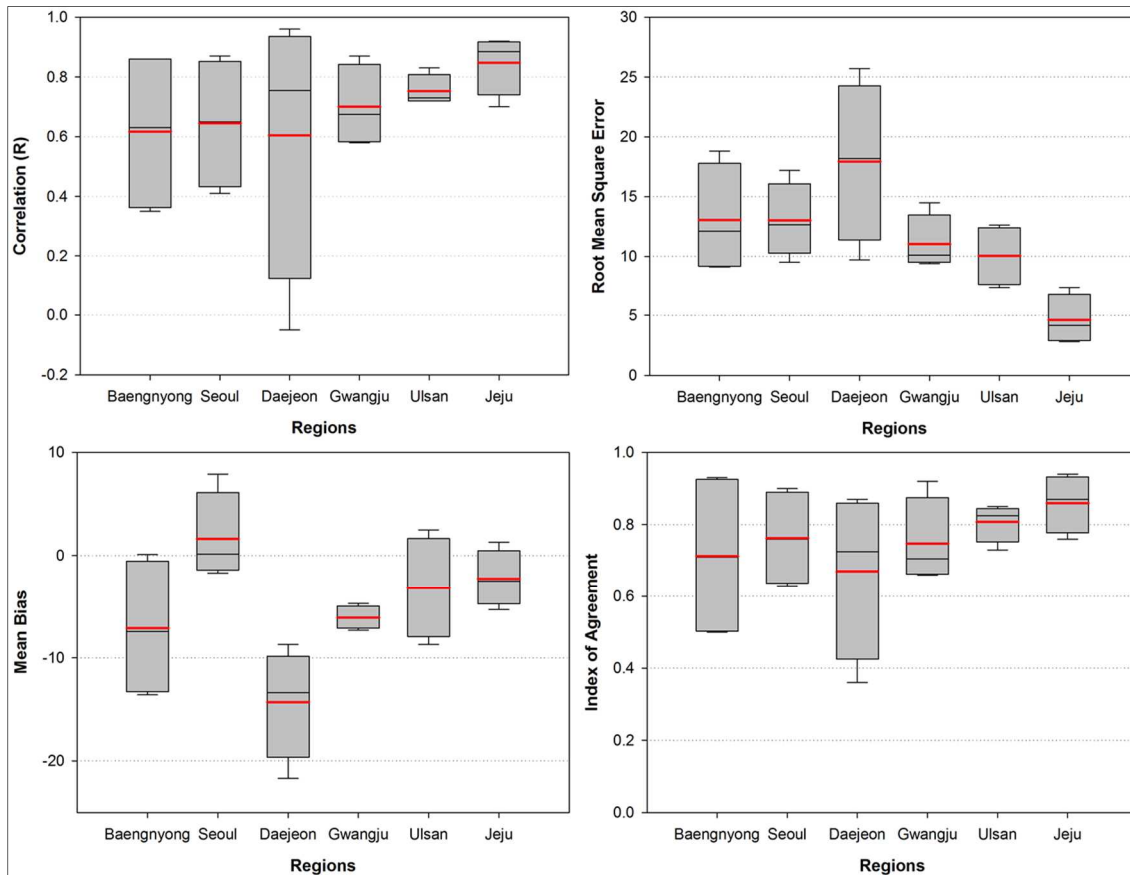 Correlation (R)
1.0
0.8
0.6
0.4
0.2
0.0
-0.2
Baengnyong Seoul Daejeon Gwangju Ulsan Jeju
Regions
Root Mean Square Error
30
25
20
15
10
5
0
Baengnyong Seoul Daejeon Gwangju Ulsan Jeju
Regions
Mean Bias
10
0
-10
-20
Baengnyong Seoul Daejeon Gwangju Ulsan Jeju
Regions
Index of Agreement
1.0
0.8
0.6
0.4
0.2
0.0
Baengnyong Seoul Daejeon Gwangju Ulsan Jeju
Regions